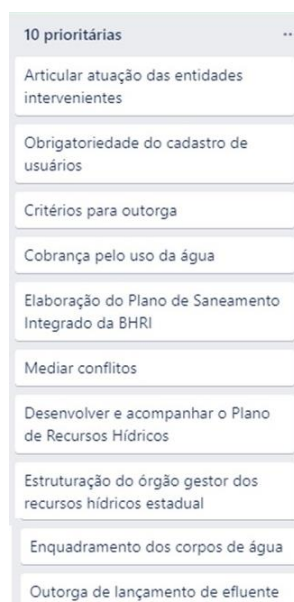 10 prioritárias
Articular atuação das entidades
intervenientes
Obrigatoriedade do cadastro de
usuários
Critérios para outorga
Cobrança pelo uso da água
Elaboração do Plano de Saneamento
Integrado da BHRI
Mediar conflitos
Desenvolver e acompanhar o Plano
de Recursos Hídricos
Estruturação do órgão gestor dos
recursos hídricos estadual
Enquadramento dos corpos de água
Outorga de lançamento de efluente